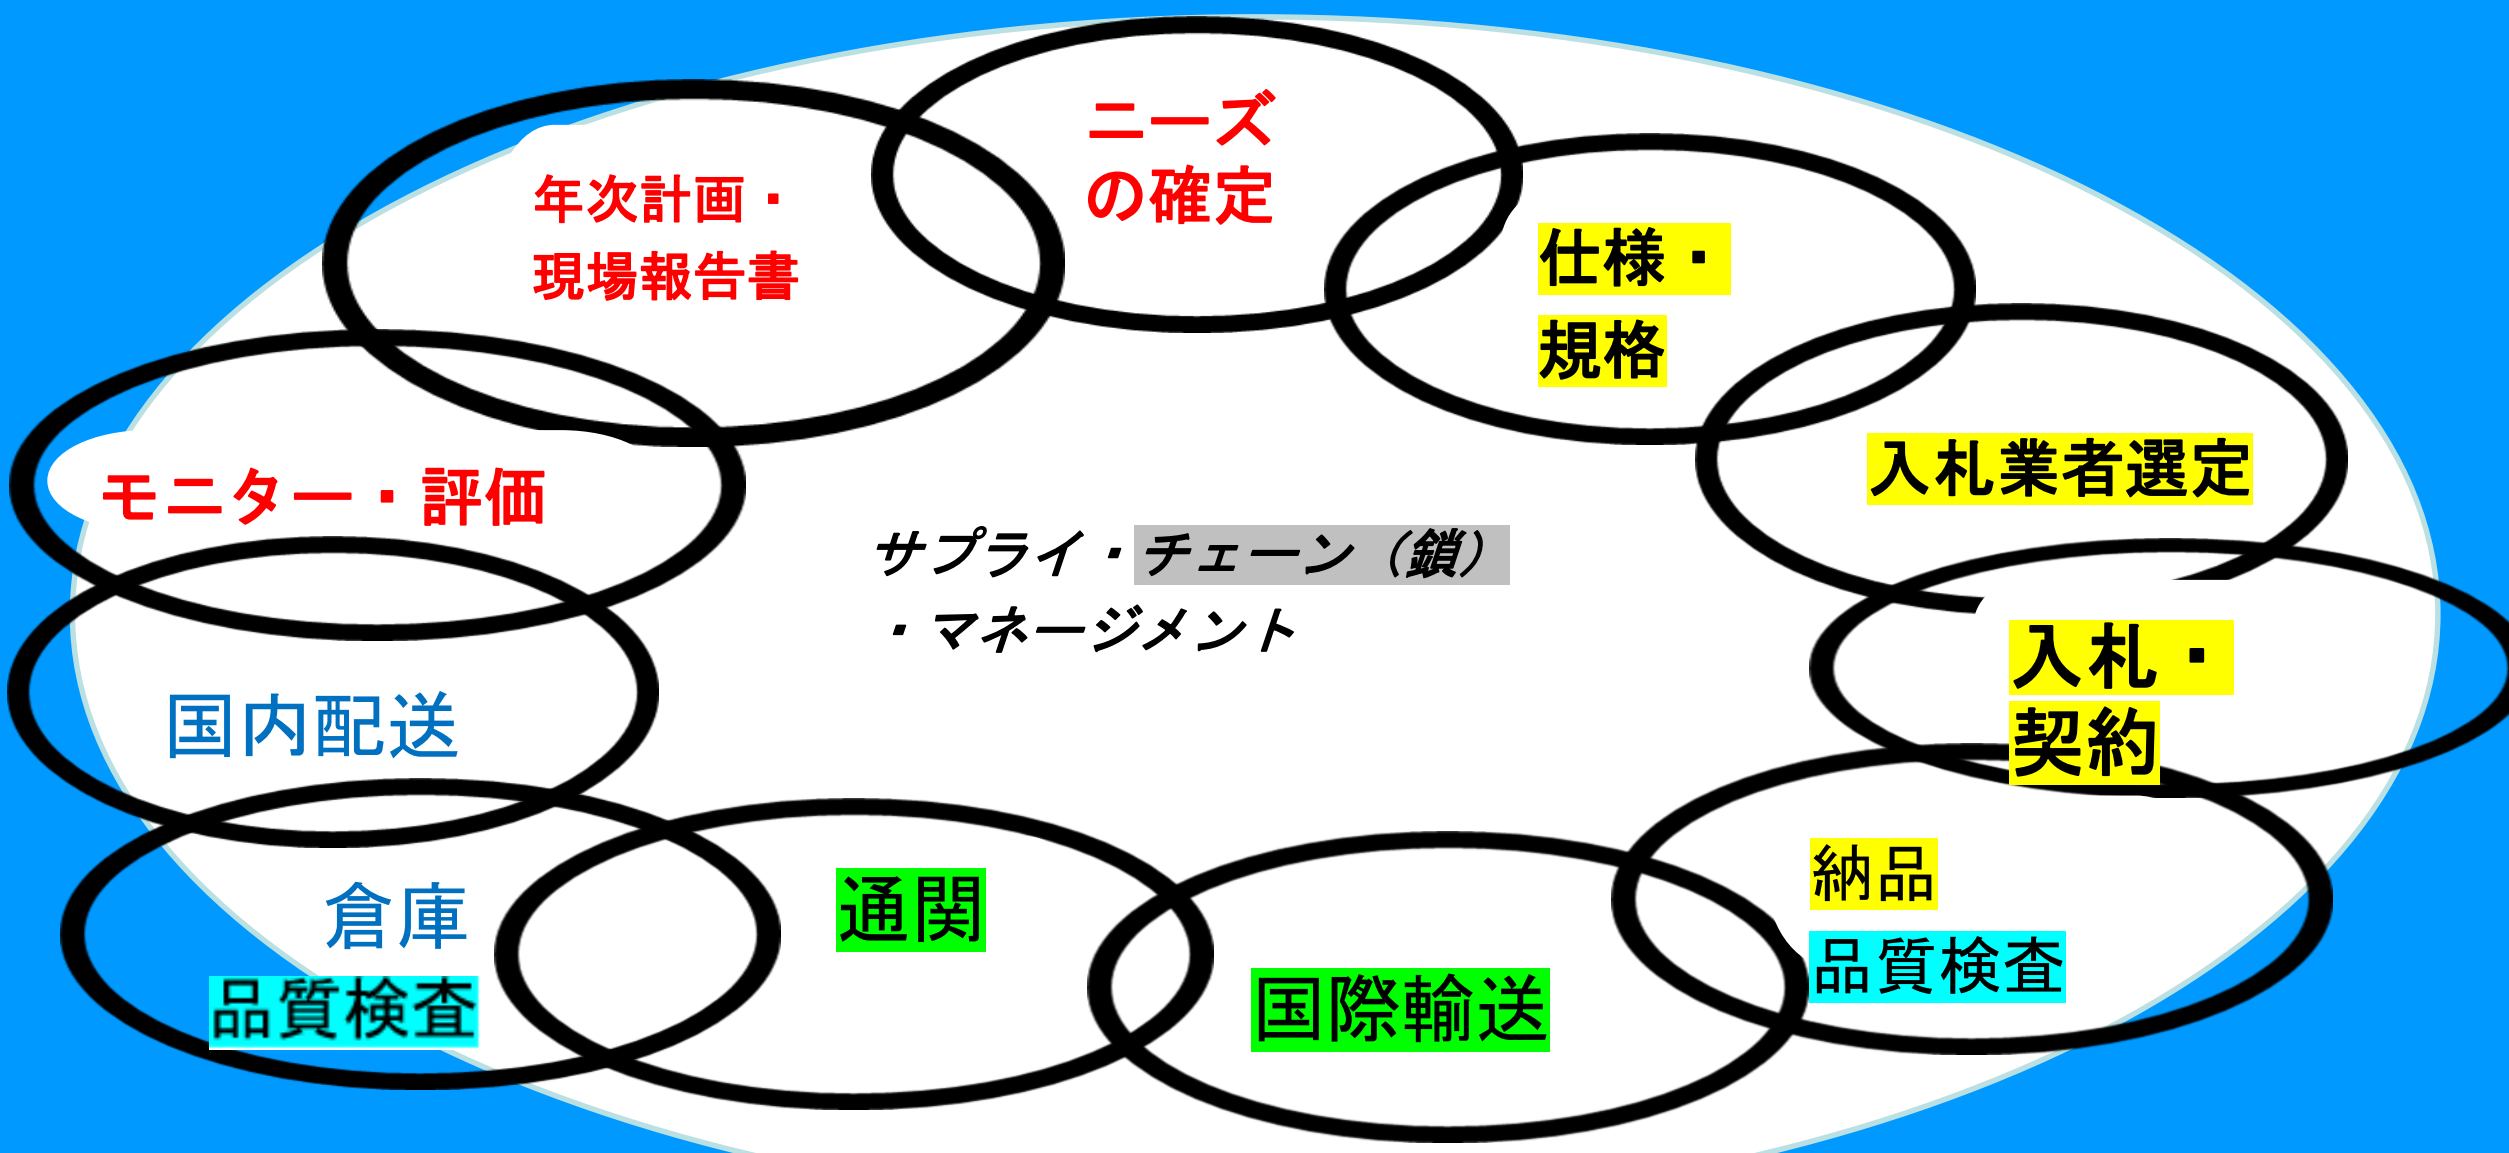 ニーズ
の確定
年次計画・
現場報告書
仕様・
規格
入札業者選定
モニター・評価
サプライ・チェーン（鎖）
・マネージメント
入札・
契約
国内配送
納品
品質検査
倉庫
品質検査
通関
国際輸送